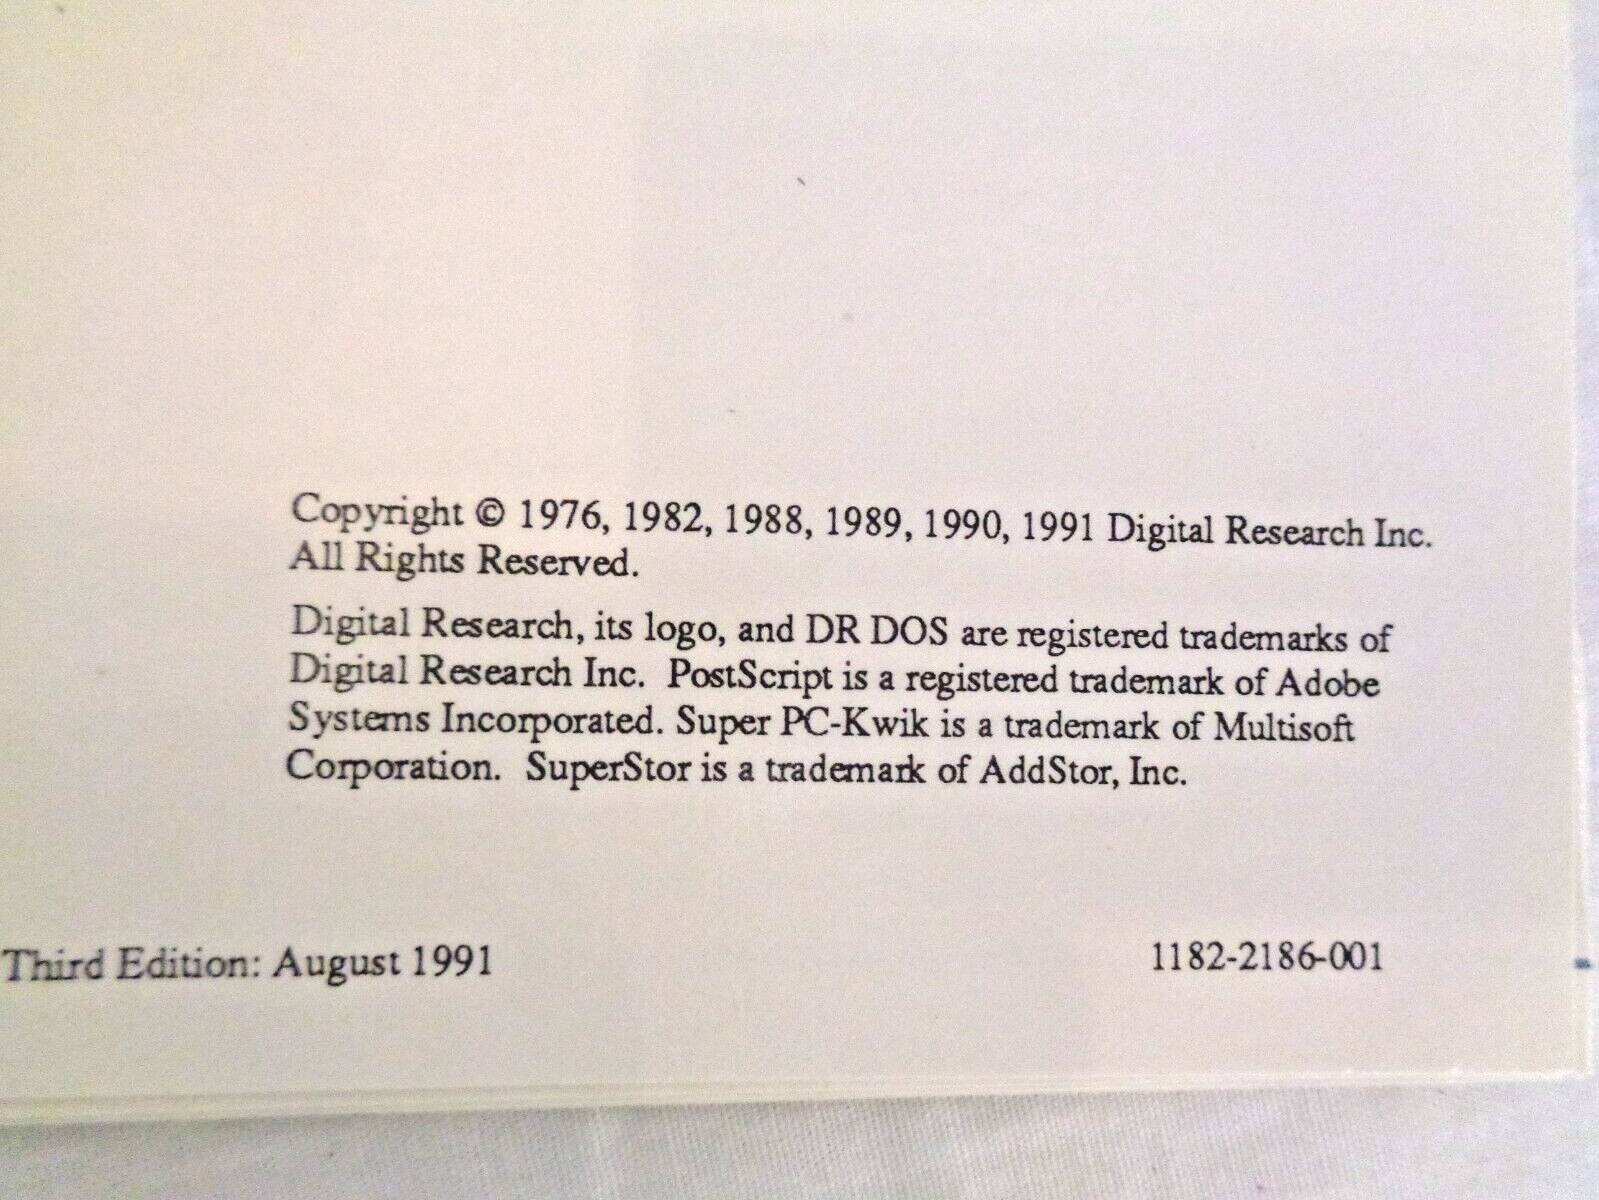 Copyright © 1976, 1982, 1988, 1989, 1990, 1991 Digital Research Inc.
All Rights Reserved.
Digital Research, its logo, and DR DOS are registered trademarks of
Digital Research Inc. PostScript is a registered trademark of Adobe
Systems Incorporated. Super PC-Kwik is a trademark of Multisoft
Corporation. SuperStor is a trademark of AddStor, Inc.
Third Edition: August 1991
1182-2186-001